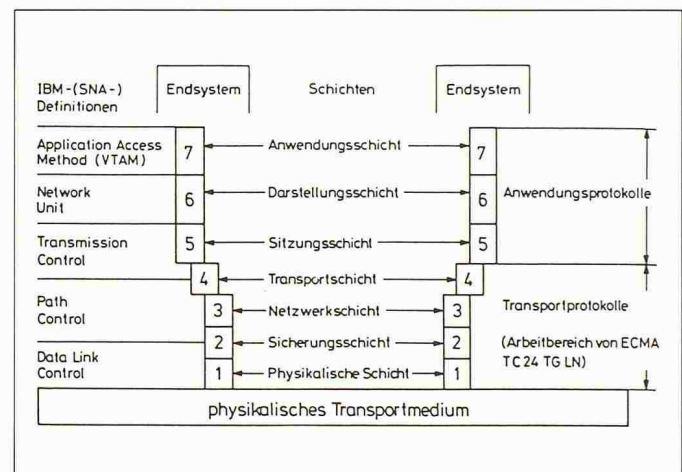 IBM-(SNA-)
Definitionen
Endsystem
Schichten
Endsystem
Application Access
Method (VTAM)
7
Anwendungsschicht
7
Network
Unit
6
Darstellungsschicht
6
Anwendungsprotokolle
Transmission
Control
5
Sitzungsschicht
5
4
Transportschicht
4
Path
Control
3
Netzwerkschicht
3
Transportprotokolle
2
Sicherungsschicht
2
(Arbeitbereich von ECMA
TC 24 TG LN)
Data Link
Control
1
Physikalische Schicht
1
physikalisches Transportmedium